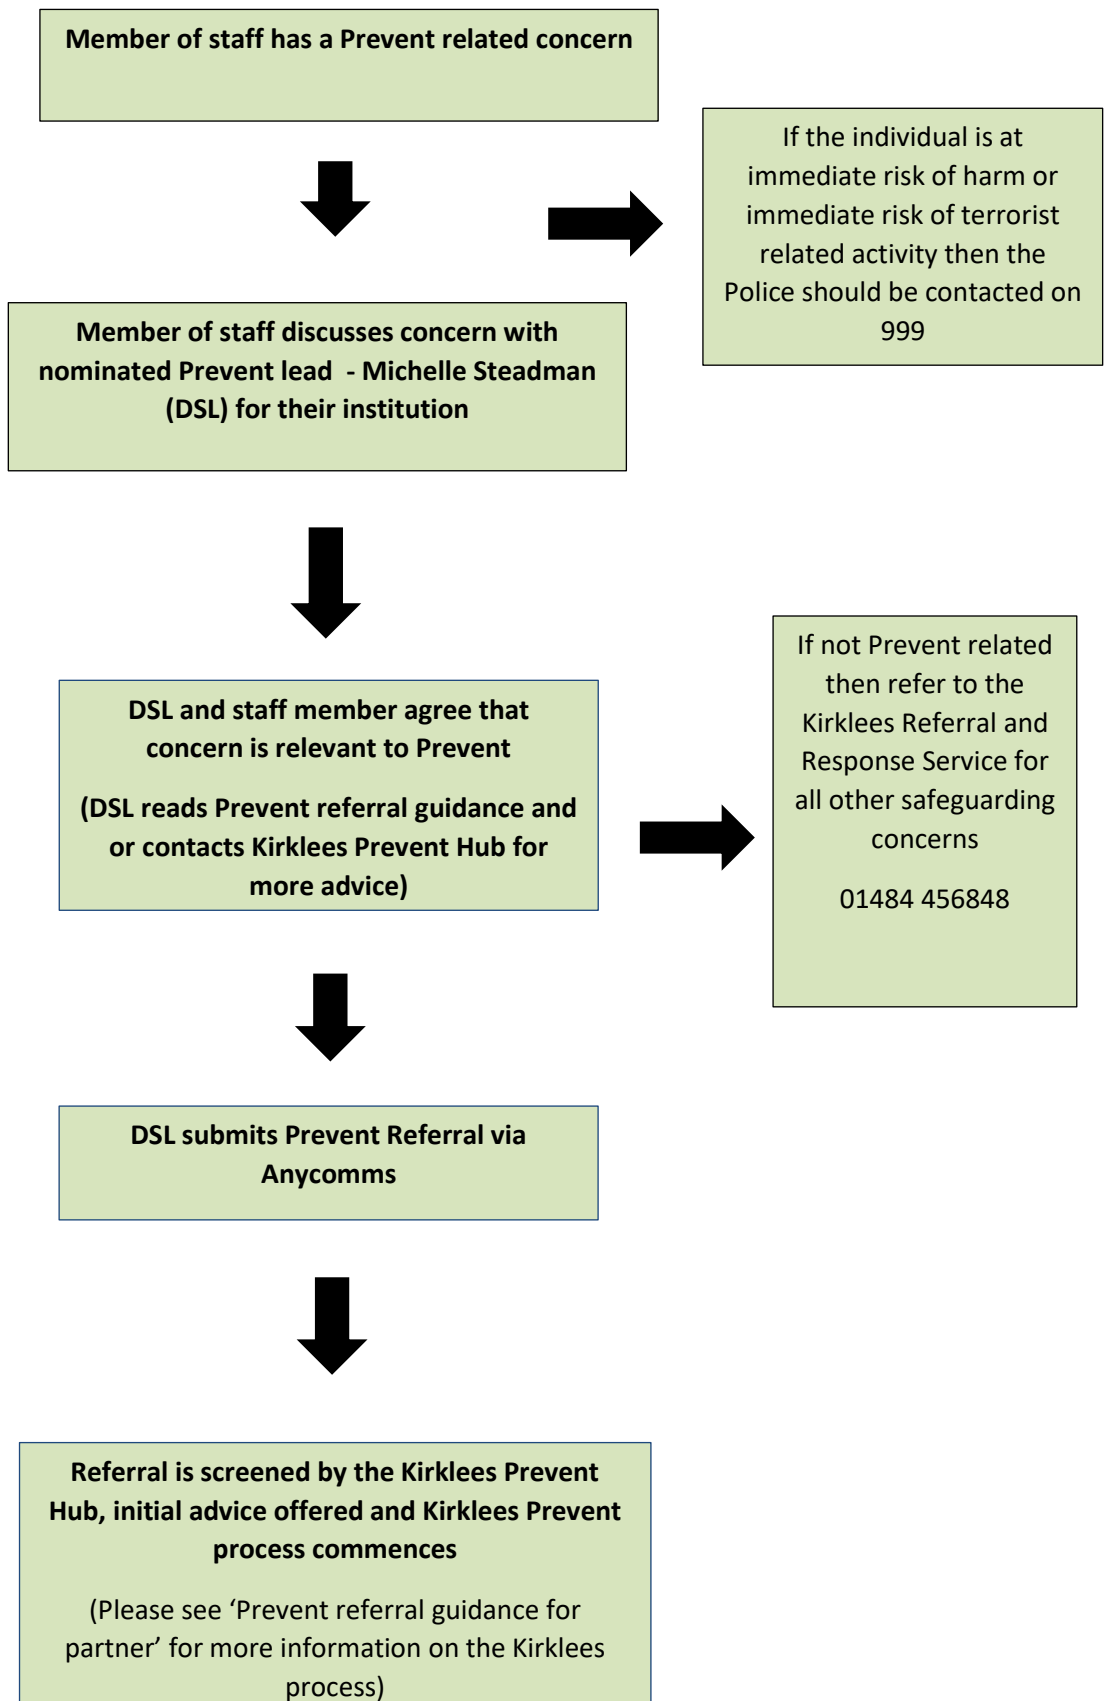 Member of staff has a Prevent related concern
If the individual is at
immediate risk of harm or
immediate risk of terrorist
related activity then the
Police should be contacted on
999
Member of staff discusses concern with
nominated Prevent lead  - Michelle Steadman
(DSL) for their institution
DSL and staff member agree that
concern is relevant to Prevent
(DSL reads Prevent referral guidance and
or contacts Kirklees Prevent Hub for
more advice)
If not Prevent related
then refer to the
Kirklees Referral and
Response Service for
all other safeguarding
concerns
01484 456848
DSL submits Prevent Referral via
Anycomms
Referral is screened by the Kirklees Prevent
Hub, initial advice offered and Kirklees Prevent
process commences
(Please see ‘Prevent referral guidance for
partner’ for more information on the Kirklees
process)